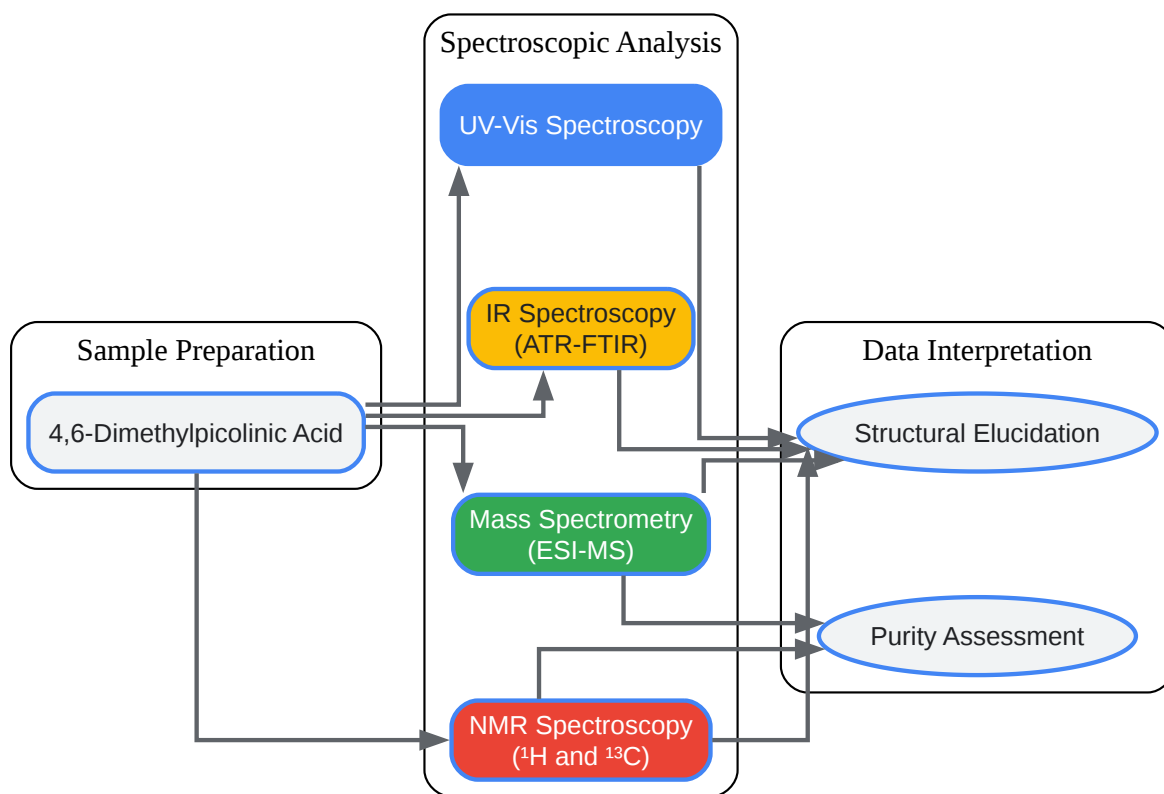 Spectroscopic Analysis
UV-Vis Spectroscopy
IR Spectroscopy
(ATR-FTIR)
Sample Preparation
4,6-Dimethylpicolinic Acid
Data Interpretation
Structural Elucidation
Mass Spectrometry
(ESI-MS)
Purity Assessment
NMR Spectroscopy
(¹H and ¹³C)